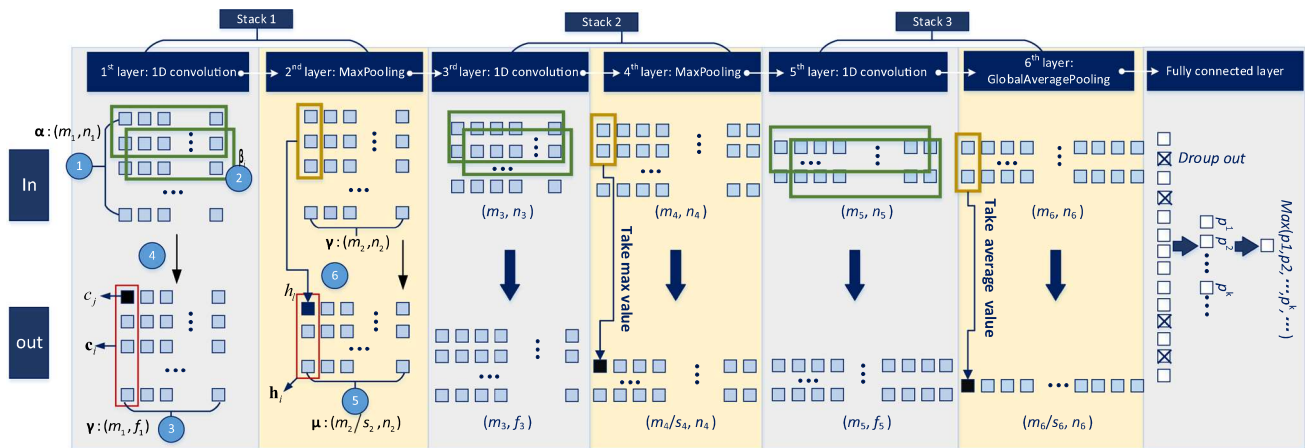 Stack 1
Stack 2
Stack 3
1st layer: 1D convolution
2nd layer: MaxPooling
3rd layer: 1D convolution
4th layer: MaxPooling
5th layer: 1D convolution
6th layer:
GlobalAveragePooling
Fully connected layer
In
out
α : (m1, n1)
1
β
2
4
cj
ci
γ : (m1, f1)
3
γ : (m2, n2)
6
hj
hi
5
μ : (m2/s2, n2)
(m3, n3)
(m3, f3)
(m4, n4)
Take max value
(m4/s4, n4)
(m5, n5)
(m5, f5)
(m6, n6)
Take average value
(m6/s6, n6)
Droup out
p1
p2
pk
Max(p1,p2, ···,pk, ···)